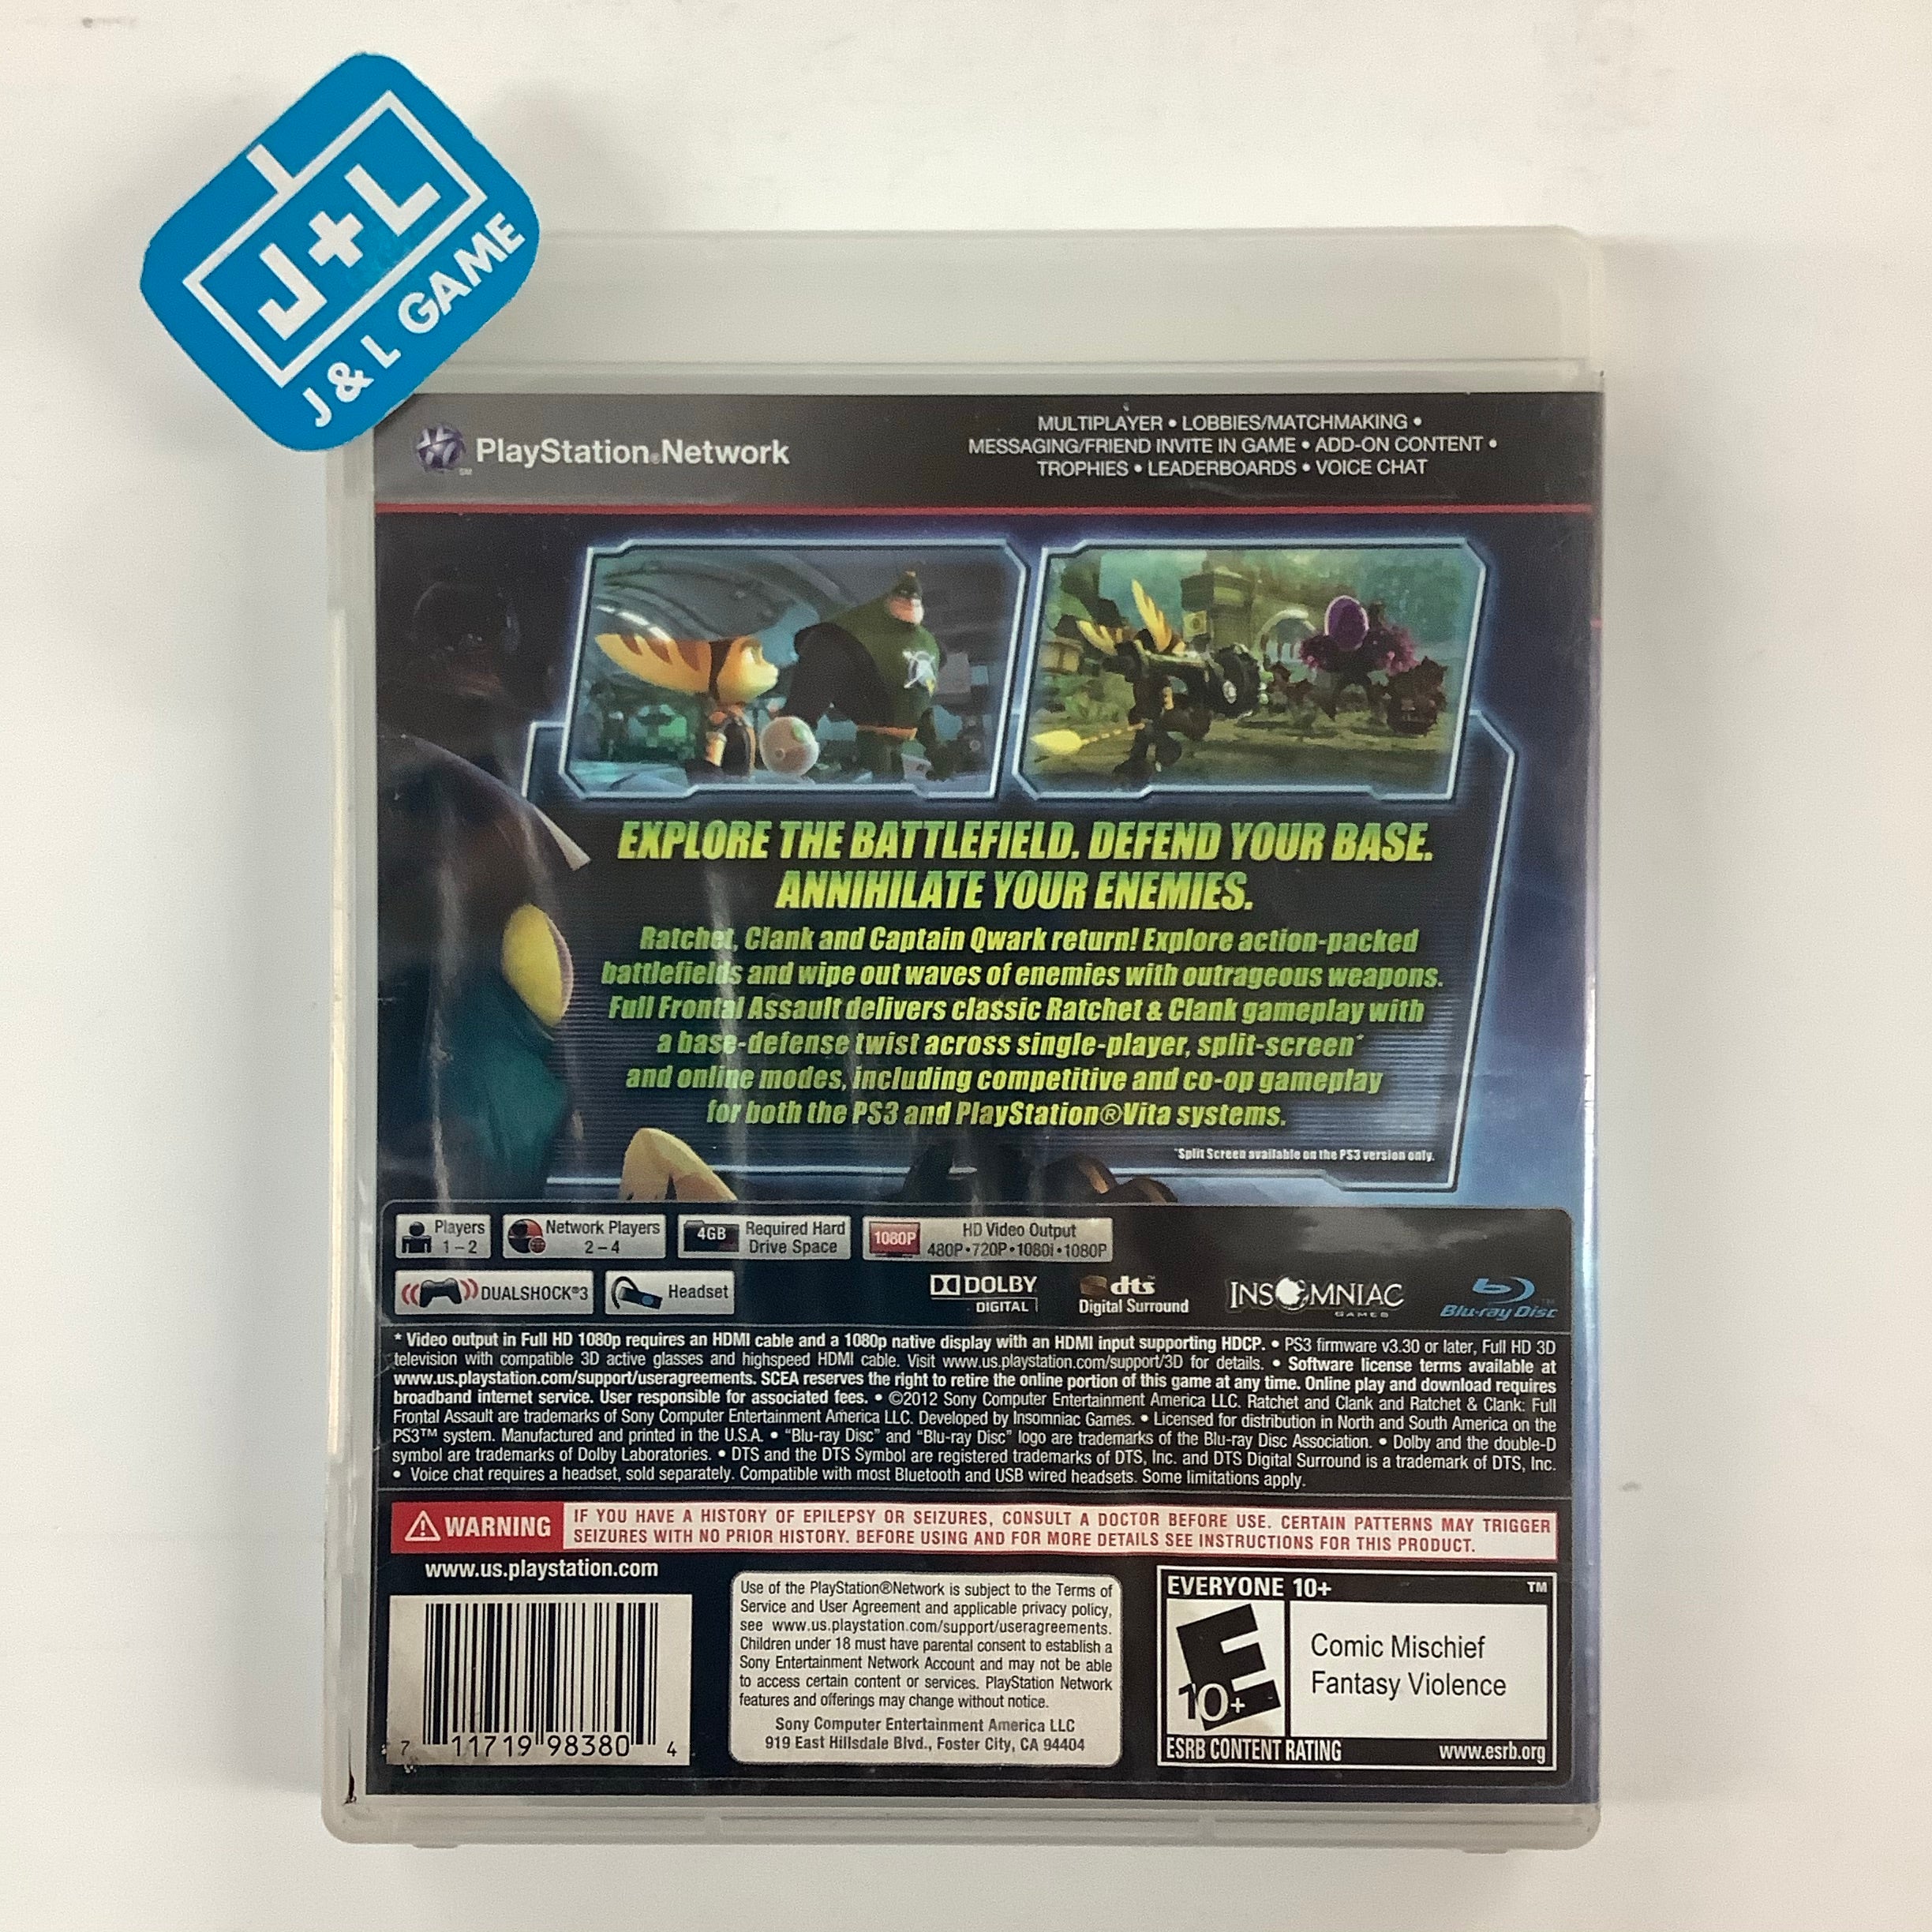 J+L
J & L GAME
PlayStation®Network
SM
MULTIPLAYER • LOBBIES/MATCHMAKING •
MESSAGING/FRIEND INVITE IN GAME • ADD-ON CONTENT •
TROPHIES • LEADERBOARDS • VOICE CHAT
EXPLORE THE BATTLEFIELD. DEFEND YOUR BASE.
ANNIHILATE YOUR ENEMIES.
Ratchet, Clank and Captain Qwark return! Explore action-packed
battlefields and wipe out waves of enemies with outrageous weapons.
Full Frontal Assault delivers classic Ratchet & Clank gameplay with
a base-defense twist across single-player, split-screen*
and online modes, including competitive and co-op gameplay
for both the PS3 and PlayStation®Vita systems.
*Split Screen available on the PS3 version only.
Players
1 – 2
Network Players
2 – 4
4GB
Required Hard
Drive Space
1080P
HD Video Output
480P • 720P • 1080i • 1080P
DUALSHOCK®3
Headset
DOLBY
DIGITAL
dts
Digital Surround
INSOMNIAC
GAMES
Blu-ray Disc
* Video output in Full HD 1080p requires an HDMI cable and a 1080p native display with an HDMI input supporting HDCP. • PS3 firmware v3.30 or later, Full HD 3D
television with compatible 3D active glasses and highspeed HDMI cable. Visit www.us.playstation.com/support/3D for details. • Software license terms available at
www.us.playstation.com/support/useragreements. SCEA reserves the right to retire the online portion of this game at any time. Online play and download requires
broadband internet service. User responsible for associated fees. • ©2012 Sony Computer Entertainment America LLC. Ratchet and Clank and Ratchet & Clank: Full
Frontal Assault are trademarks of Sony Computer Entertainment America LLC. Developed by Insomniac Games. • Licensed for distribution in North and South America on the
PS3™ system. Manufactured and printed in the U.S.A. • “Blu-ray Disc” and “Blu-ray Disc” logo are trademarks of the Blu-ray Disc Association. • Dolby and the double-D
symbol are trademarks of Dolby Laboratories. • DTS and the DTS Symbol are registered trademarks of DTS, Inc. and DTS Digital Surround is a trademark of DTS, Inc.
• Voice chat requires a headset, sold separately. Compatible with most Bluetooth and USB wired headsets. Some limitations apply.
WARNING
IF YOU HAVE A HISTORY OF EPILEPSY OR SEIZURES, CONSULT A DOCTOR BEFORE USE. CERTAIN PATTERNS MAY TRIGGER
SEIZURES WITH NO PRIOR HISTORY. BEFORE USING AND FOR MORE DETAILS SEE INSTRUCTIONS FOR THIS PRODUCT.
www.us.playstation.com
7 11719 98380 4
Use of the PlayStation®Network is subject to the Terms of
Service and User Agreement and applicable privacy policy,
see www.us.playstation.com/support/useragreements.
Children under 18 must have parental consent to establish a
Sony Entertainment Network Account and may not be able
to access certain content or services. PlayStation Network
features and offerings may change without notice.
Sony Computer Entertainment America LLC
919 East Hillsdale Blvd., Foster City, CA 94404
EVERYONE 10+ ™
E
10+
Comic Mischief
Fantasy Violence
ESRB CONTENT RATING www.esrb.org